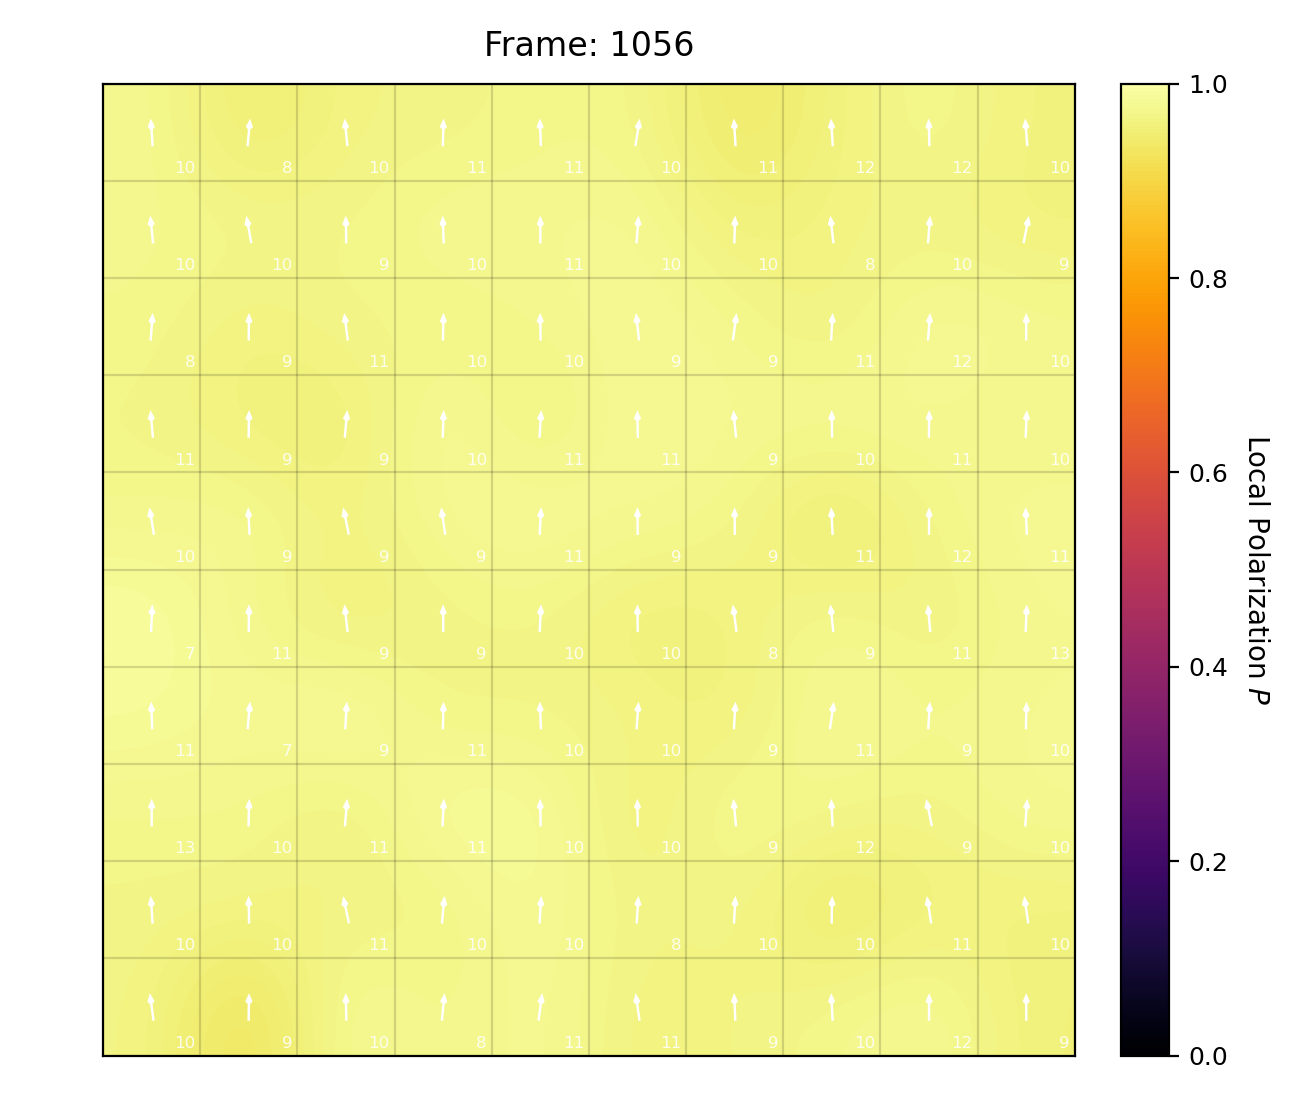 Frame: 1056
10 8 10 11 11 10 11 12 12 10
10 10 9 10 11 10 10 8 10 9
8 9 11 10 10 9 9 11 12 10
11 9 9 10 11 11 9 10 11 10
10 9 9 9 11 9 9 11 12 11
7 11 9 9 10 10 8 9 11 13
11 7 9 11 10 10 9 11 9 10
13 10 11 11 10 10 9 12 9 10
10 10 11 10 10 8 10 10 11 10
10 9 10 8 11 11 9 10 12 9
1.0
0.8
0.6
0.4
0.2
0.0
Local Polarization P